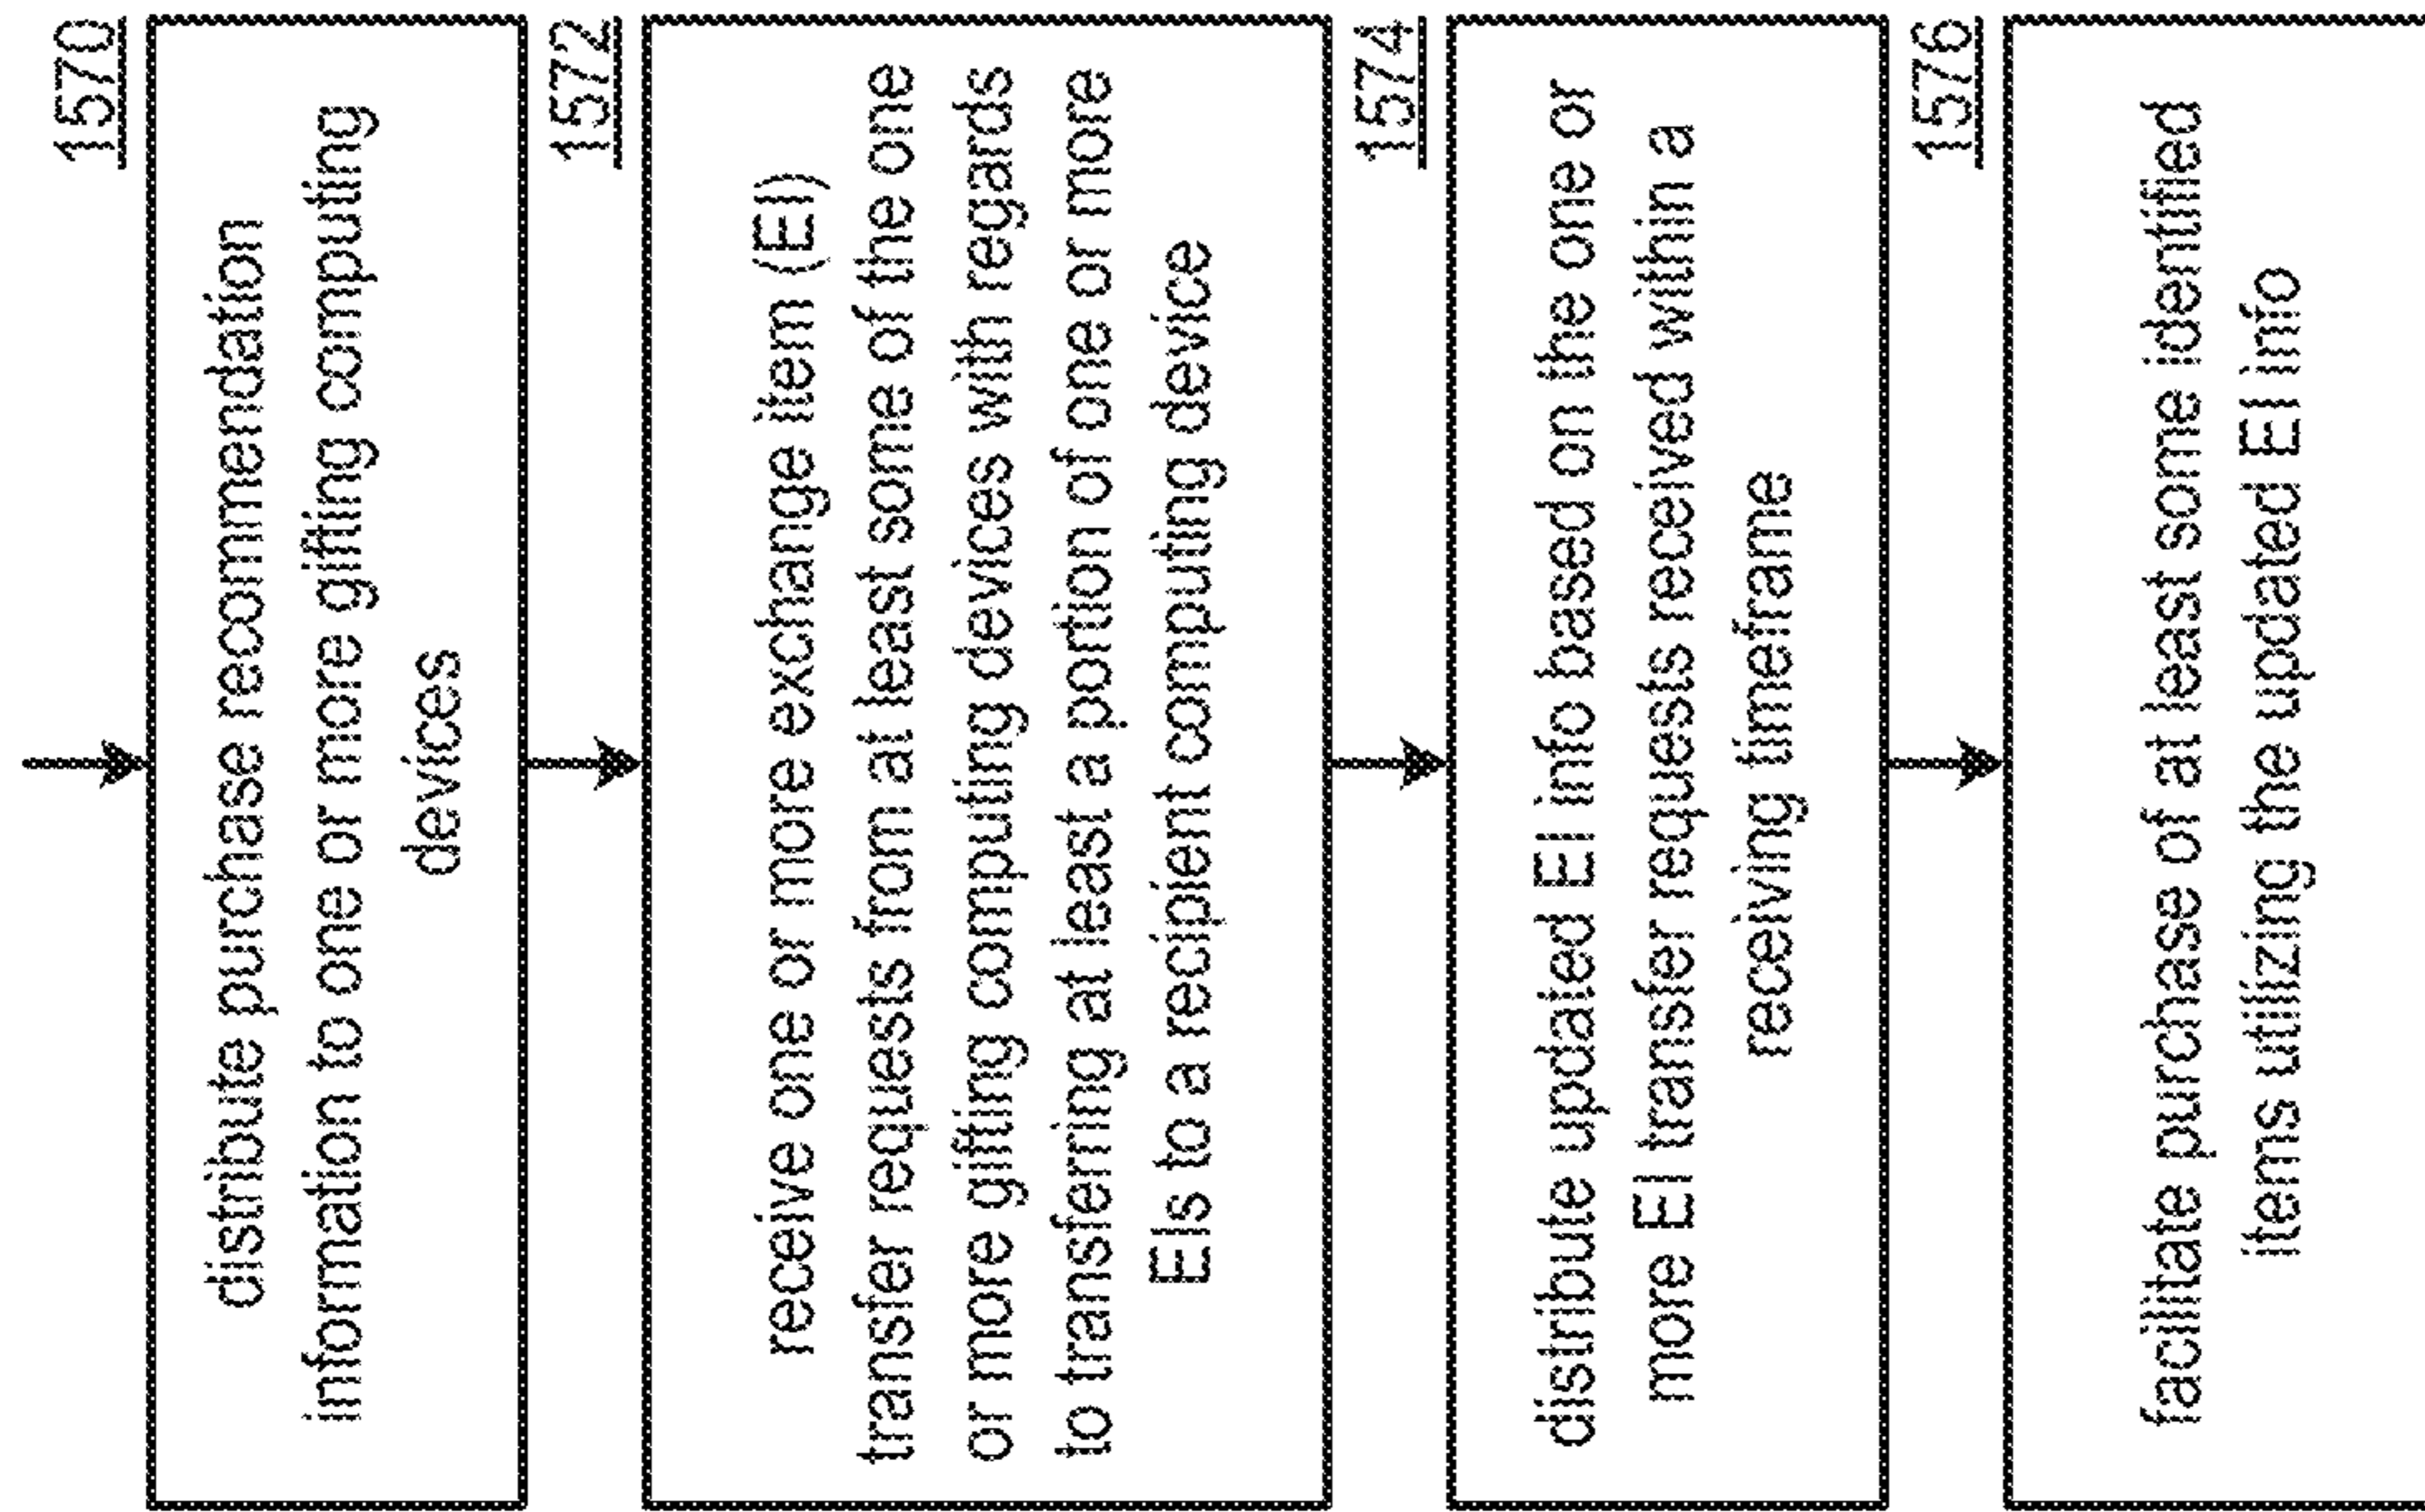 1570
distribute purchase recommendation
information to one or more gifting computing
devices
1572
receive one or more exchange item (EI)
transfer requests from at least some of the one
or more gifting computing devices with regards
to transferring at least a portion of one or more
EIs to a recipient computing device
1574
distribute updated EI info based on the one or
more EI transfer requests received within a
receiving timeframe
1576
facilitate purchase of at least some identified
items utilizing the updated EI info